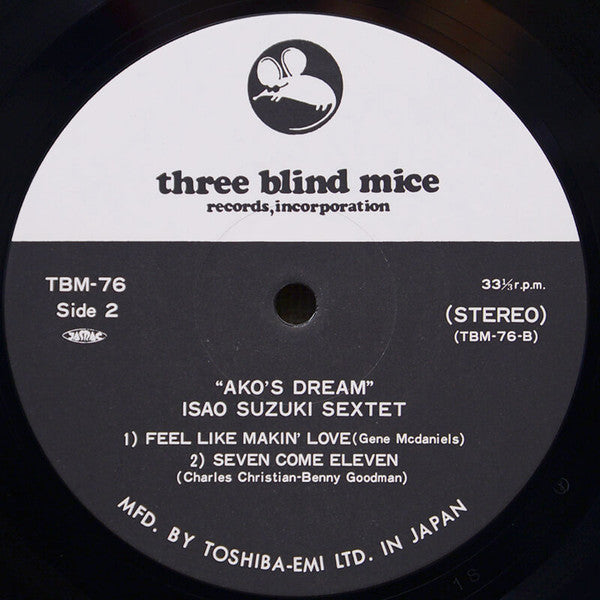 three blind mice
records, incorporation
TBM-76
Side 2
JASRAC
33⅓ r.p.m.
(STEREO)
(TBM-76-B)
“AKO'S DREAM”
ISAO SUZUKI SEXTET
1) FEEL LIKE MAKIN' LOVE (Gene Mcdaniels)
2) SEVEN COME ELEVEN
(Charles Christian-Benny Goodman)
MFD. BY TOSHIBA-EMI LTD. IN JAPAN
1S